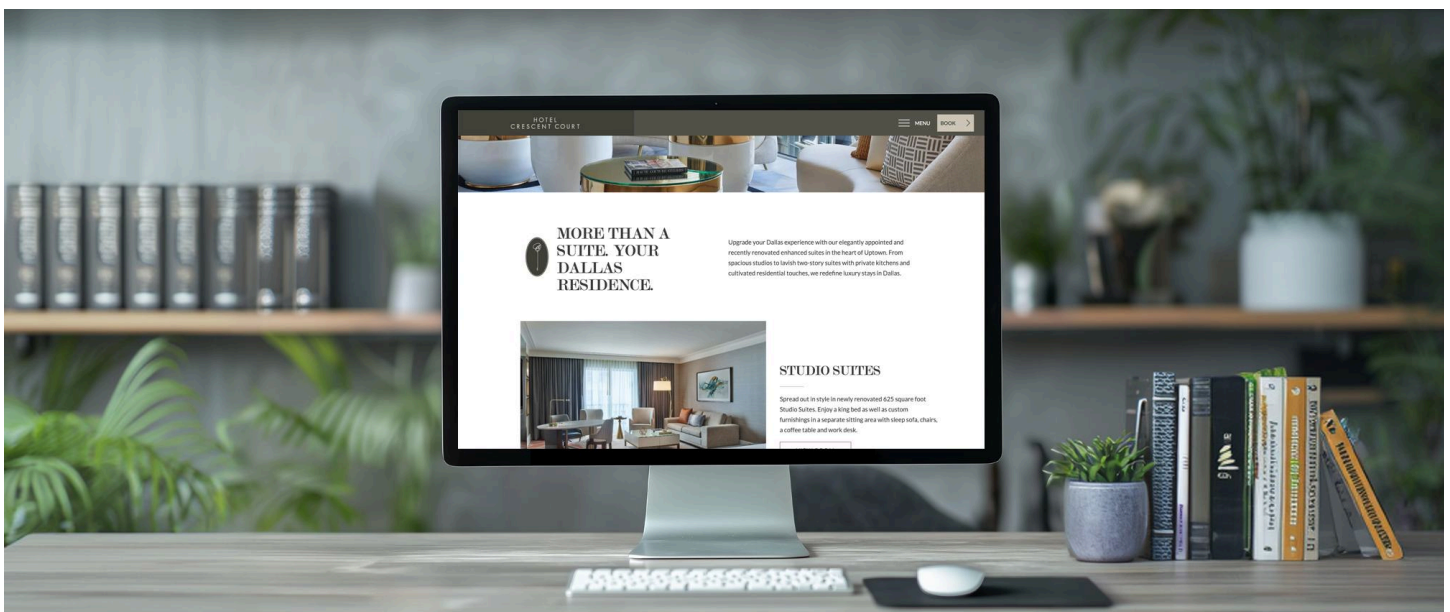 HOTEL
CRESCENT COURT
MENU
BOOK
MORE THAN A
SUITE. YOUR
DALLAS
RESIDENCE.
Upgrade your Dallas experience with our elegantly appointed and
recently renovated enhanced suites in the heart of Uptown. From
spacious studios to lavish two-story suites with private kitchens and
cultivated residential touches, we redefine luxury stays in Dallas.
STUDIO SUITES
Spread out in style in newly renovated 625 square foot
Studio Suites. Enjoy a king bed as well as custom
furnishings in a separate sitting area with sleep sofa, chairs,
a coffee table and work desk.